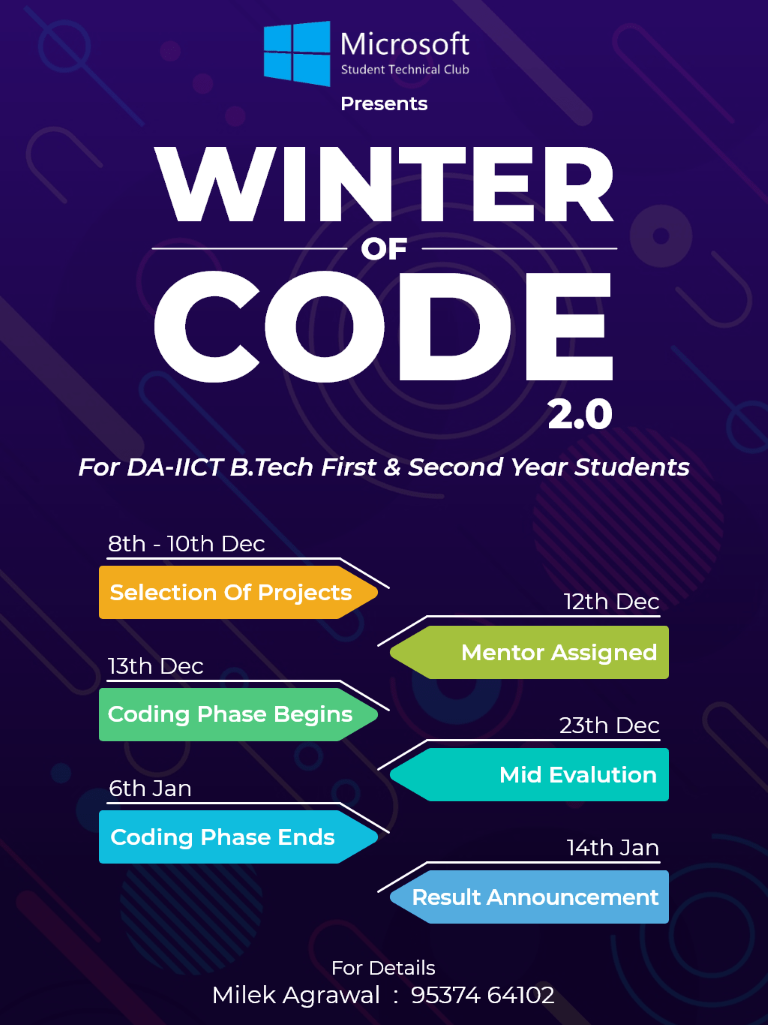 Microsoft
Student Technical Club
Presents
WINTER
OF
CODE
2.0
For DA-IICT B.Tech First & Second Year Students
8th - 10th Dec
Selection Of Projects
12th Dec
Mentor Assigned
13th Dec
Coding Phase Begins
23th Dec
Mid Evalution
6th Jan
Coding Phase Ends
14th Jan
Result Announcement
For Details
Milek Agrawal : 95374 64102